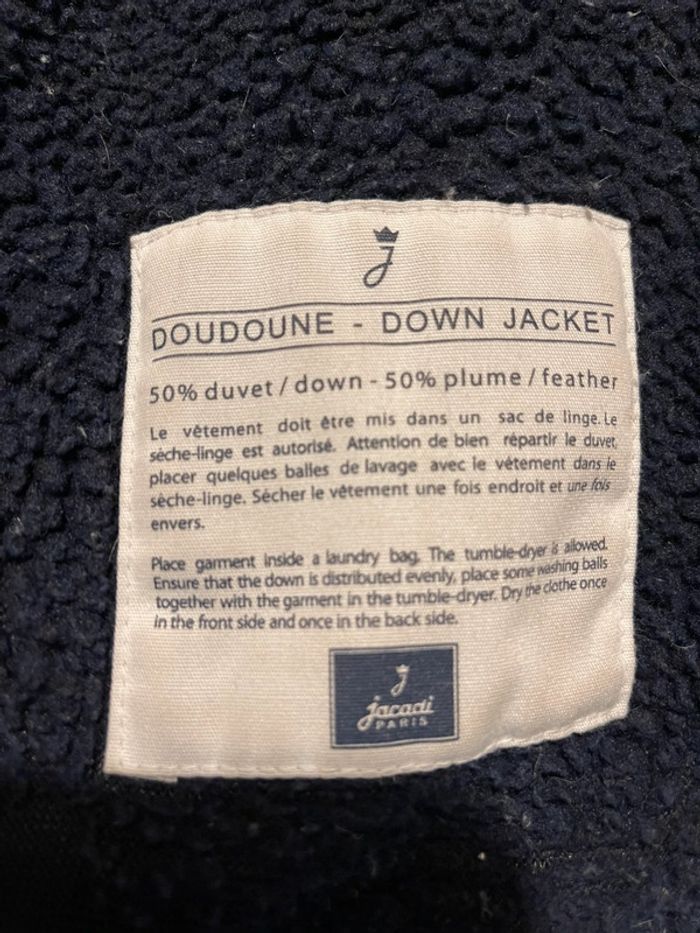 J
DOUDOUNE - DOWN JACKET
50% duvet / down - 50% plume / feather
Le vêtement doit être mis dans un sac de linge. Le
sèche-linge est autorisé. Attention de bien répartir le duvet,
placer quelques balles de lavage avec le vétement dans le
sèche-linge. Sécher le vêtement une fois endroit et une fois
envers.
Place garment inside a laundry bag. The tumble-dryer is allowed.
Ensure that the down is distributed evenly, place some washing balls
together with the garment in the tumble-dryer. Dry the clothe once
in the front side and once in the back side.
J
jacadi
PARIS